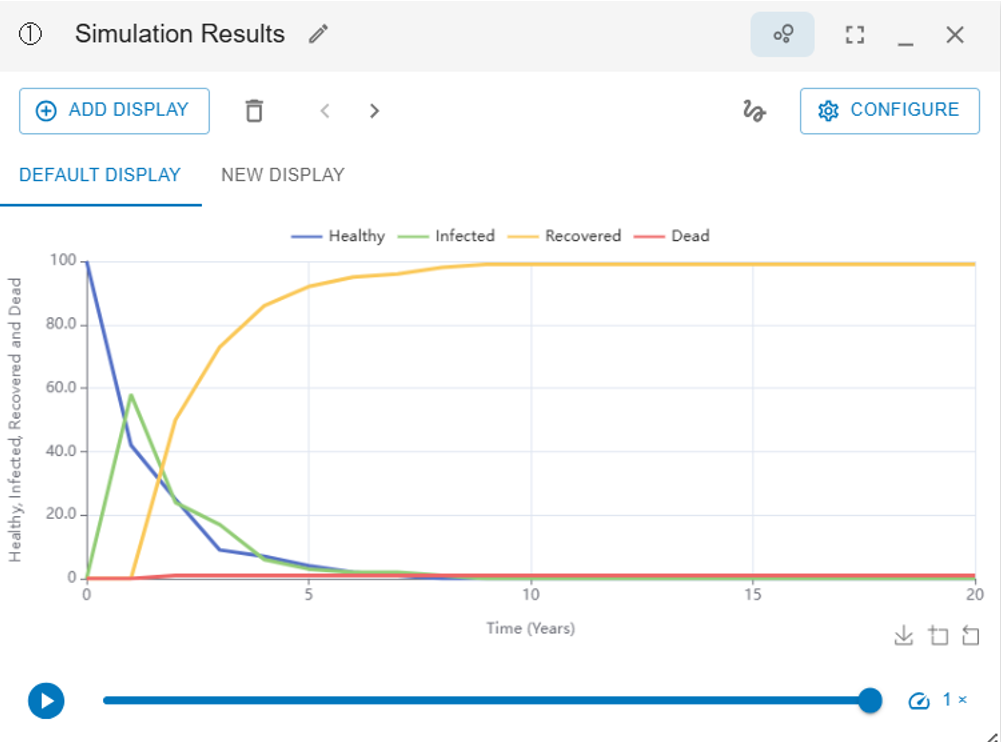 ① Simulation Results
ADD DISPLAY CONFIGURE
DEFAULT DISPLAY NEW DISPLAY
Healthy Infected Recovered Dead
Healthy, Infected, Recovered and Dead
100
80.0
60.0
40.0
20.0
0
0 5 10 15 20
Time (Years)
1 ×